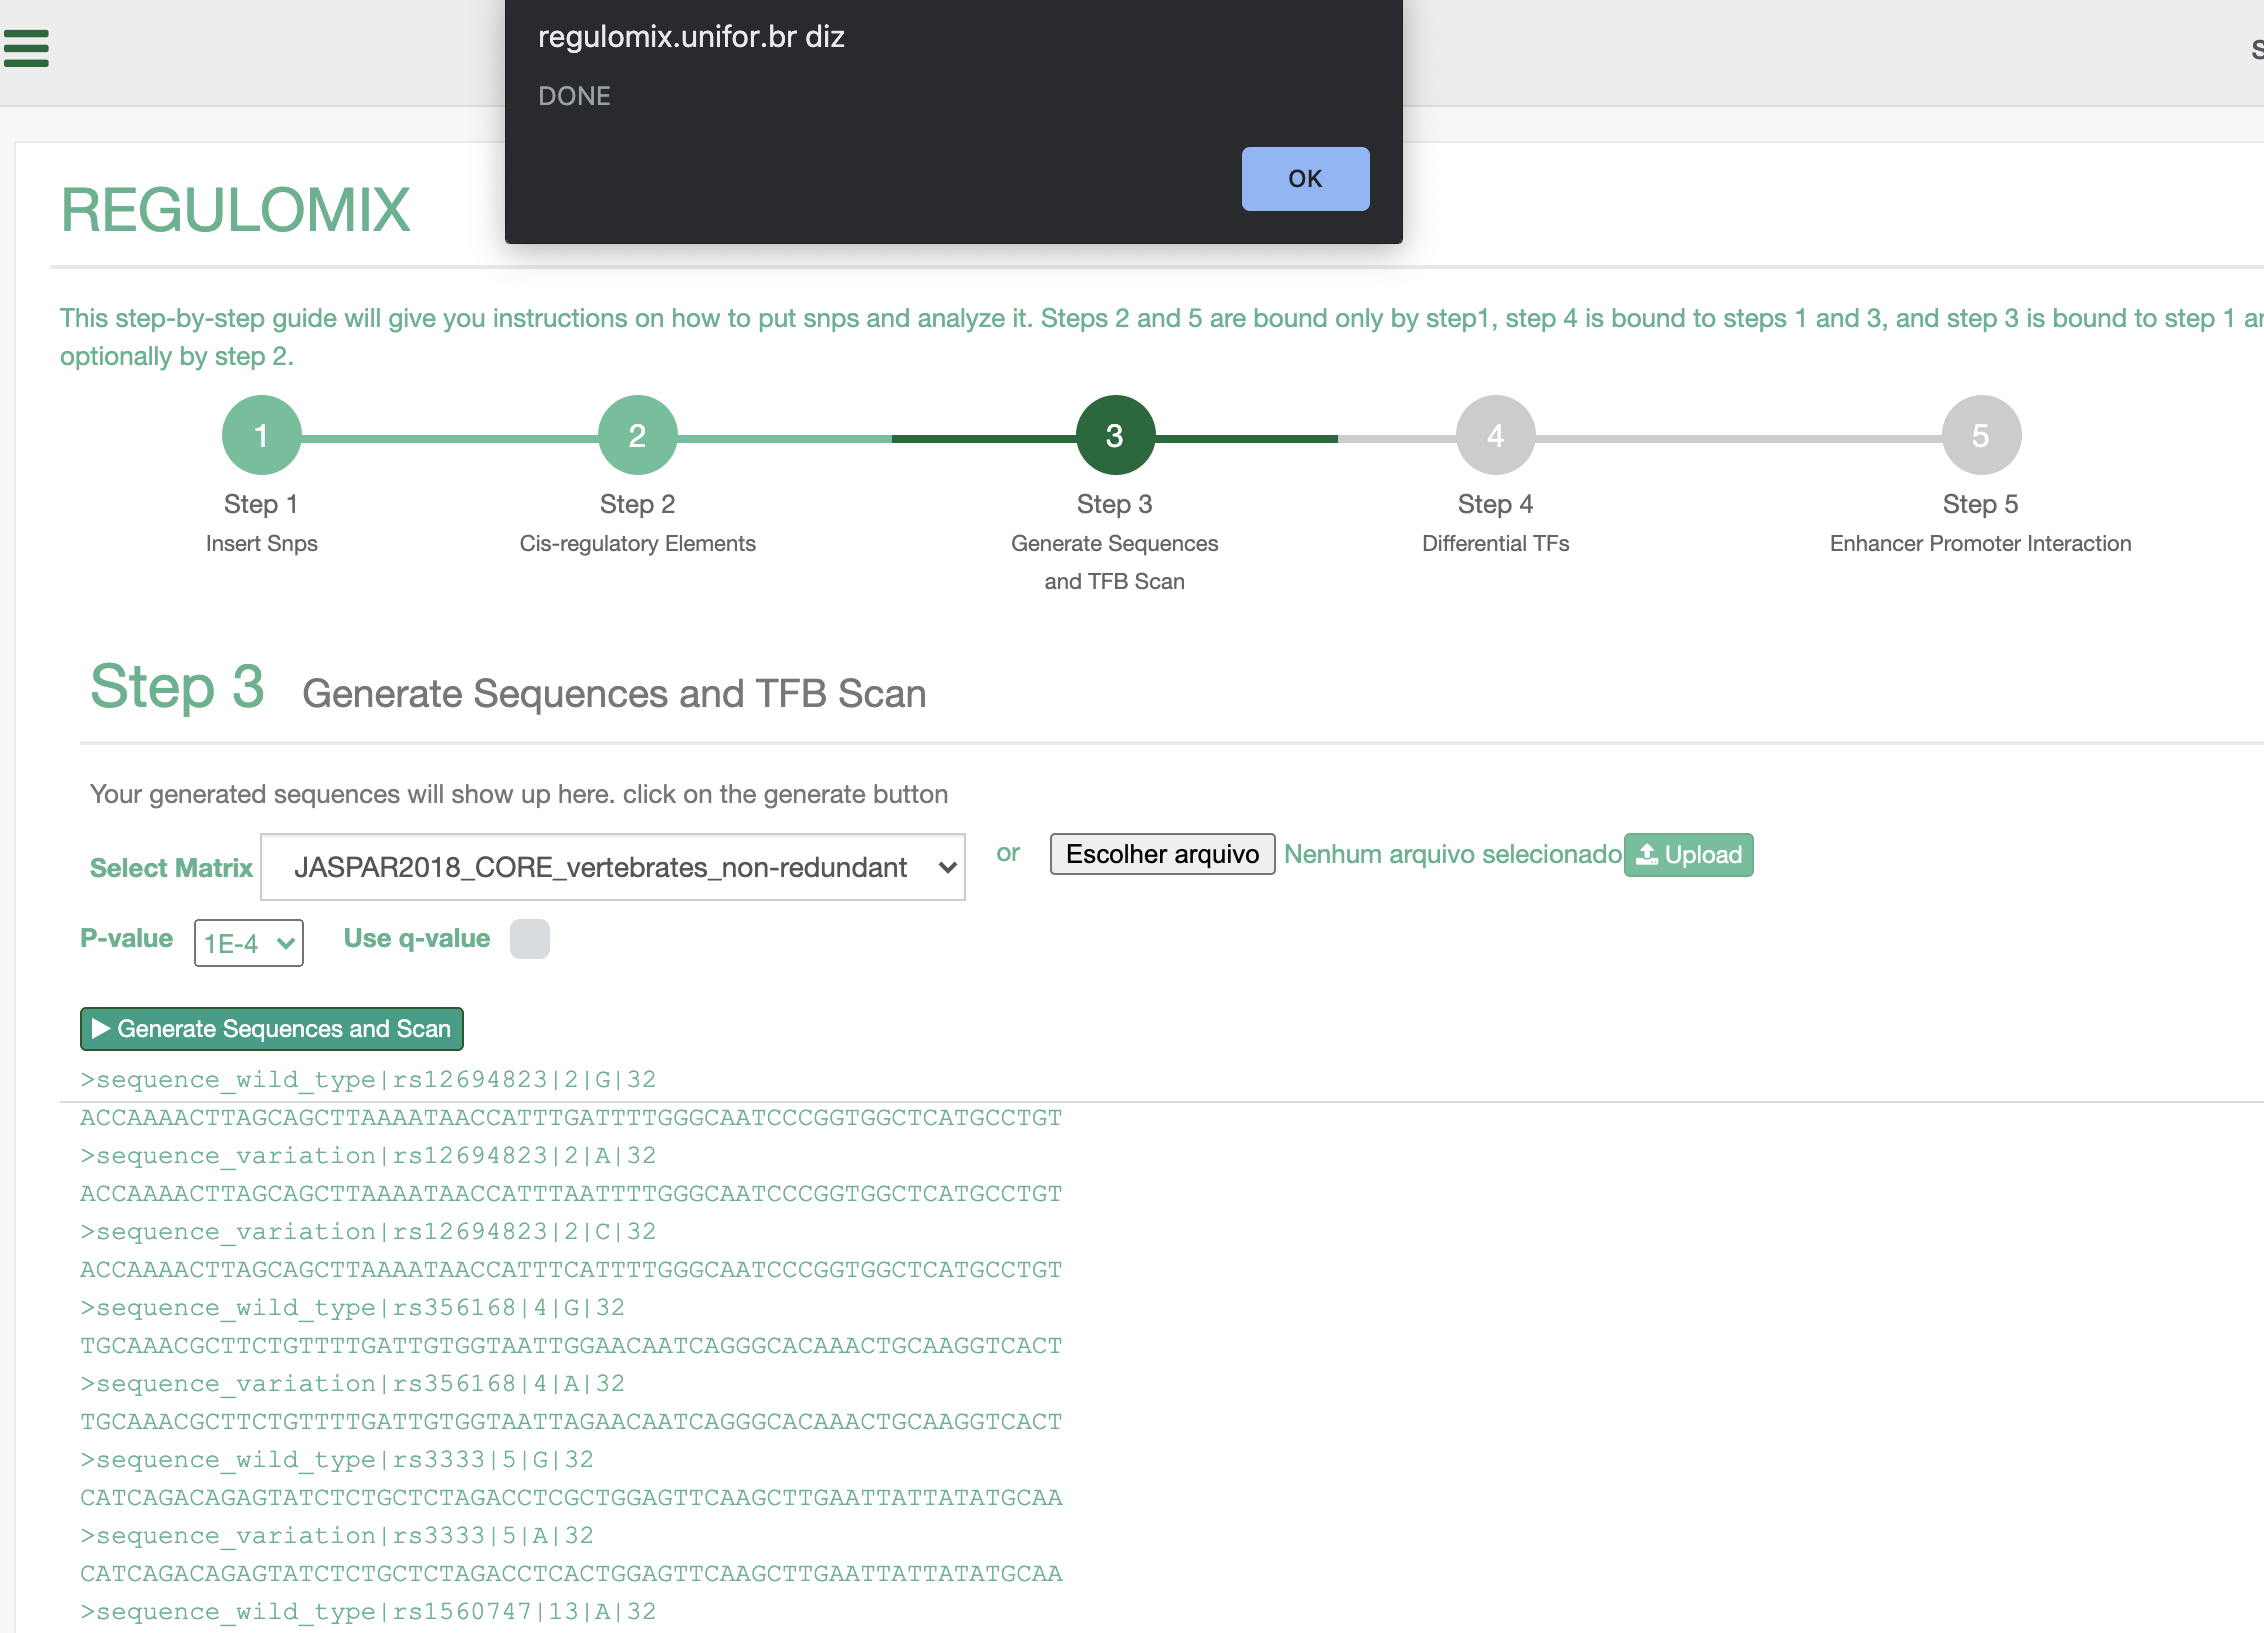 regulomix.unifor.br diz
DONE
OK
REGULOMIX
This step-by-step guide will give you instructions on how to put snps and analyze it. Steps 2 and 5 are bound only by step1, step 4 is bound to steps 1 and 3, and step 3 is bound to step 1
optionally by step 2.
1
2
3
4
5
Step 1
Step 2
Step 3
Step 4
Step 5
Insert Snps
Cis-regulatory Elements
Generate Sequences
and TFB Scan
Differential TFs
Enhancer Promoter Interaction
Step 3 Generate Sequences and TFB Scan
Your generated sequences will show up here. click on the generate button
Select Matrix JASPAR2018_CORE_vertebrates_non-redundant or Escolher arquivo Nenhum arquivo selecionado Upload
P-value 1E-4 Use q-value
Generate Sequences and Scan
>sequence_wild_type|rs12694823|2|G|32
ACCAAAACTTAGCAGCTTAAAATAACCATTTGATTTTGGGCAATCCCGGTGGCTCATGCCTGT
>sequence_variation|rs12694823|2|A|32
ACCAAAACTTAGCAGCTTAAAATAACCATTTAATTTTGGGCAATCCCGGTGGCTCATGCCTGT
>sequence_variation|rs12694823|2|C|32
ACCAAAACTTAGCAGCTTAAAATAACCATTTCATTTTGGGCAATCCCGGTGGCTCATGCCTGT
>sequence_wild_type|rs356168|4|G|32
TGCAAACGCTTCTGTTTTGATTGTGGTAATTGGAACAATCAGGGCACAAACTGCAAGGTCACT
>sequence_variation|rs356168|4|A|32
TGCAAACGCTTCTGTTTTGATTGTGGTAATTAGAACAATCAGGGCACAAACTGCAAGGTCACT
>sequence_wild_type|rs3333|5|G|32
CATCAGACAGAGTATCTCTGCTCTAGACCTCGCTGGAGTTCAAGCTTGAATTATTATATGCAA
>sequence_variation|rs3333|5|A|32
CATCAGACAGAGTATCTCTGCTCTAGACCTCACTGGAGTTCAAGCTTGAATTATTATATGCAA
>sequence_wild_type|rs1560747|13|A|32